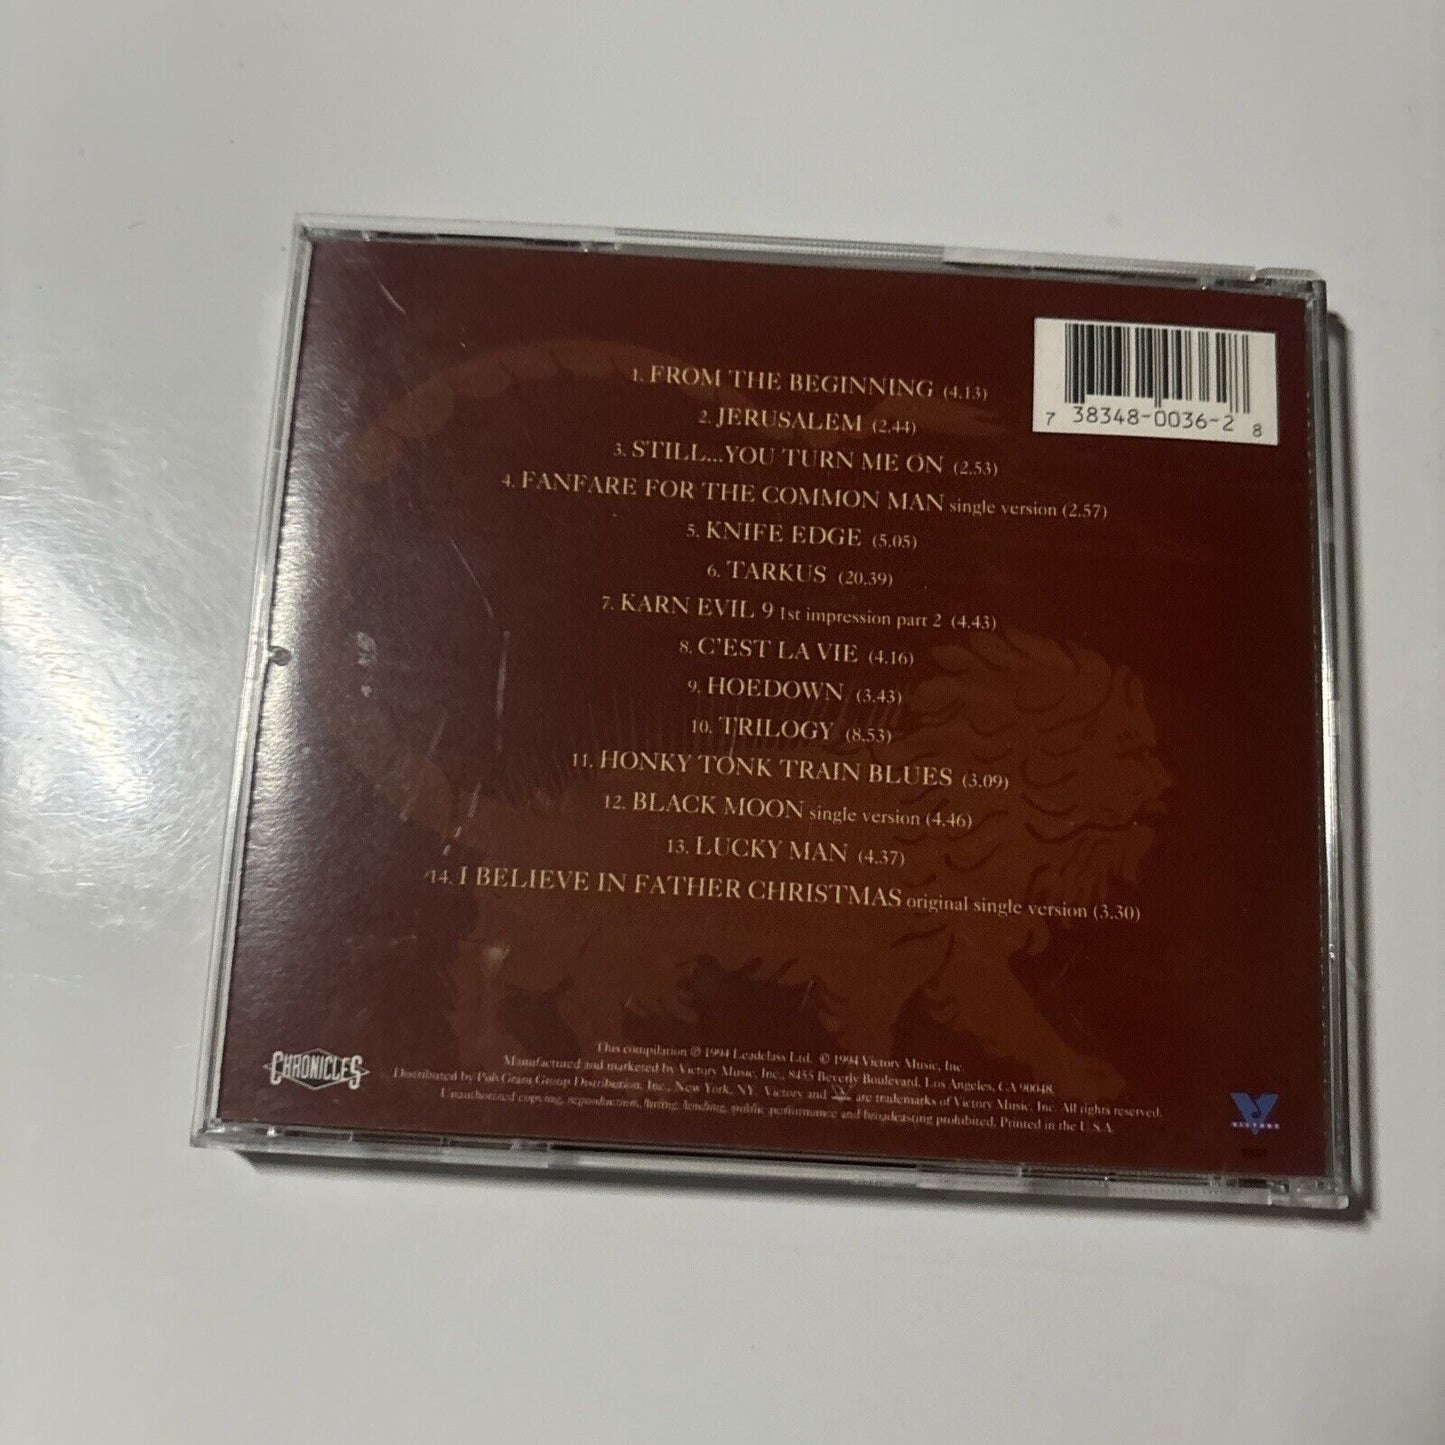 7 38348-0036-2 8
1. FROM THE BEGINNING (4.13)
2. JERUSALEM (2.44)
3. STILL...YOU TURN ME ON (2.53)
4. FANFARE FOR THE COMMON MAN single version (2.57)
5. KNIFE EDGE (5.05)
6. TARKUS (20.39)
7. KARN EVIL 9 1st impression part 2 (4.43)
8. C'EST LA VIE (4.16)
9. HOEDOWN (3.43)
10. TRILOGY (8.53)
11. HONKY TONK TRAIN BLUES (3.09)
12. BLACK MOON single version (4.46)
13. LUCKY MAN (4.37)
14. I BELIEVE IN FATHER CHRISTMAS original single version (3.30)
CHRONICLES
This compilation ℗ 1994 Leadclass Ltd. © 1994 Victory Music, Inc.
Manufactured and marketed by Victory Music, Inc., 8455 Beverly Boulevard, Los Angeles, CA 90048.
Distributed by PolyGram Group Distribution, Inc., New York, NY. Victory and V are trademarks of Victory Music, Inc. All rights reserved.
Unauthorized copying, reproduction, hiring, lending, public performance and broadcasting prohibited. Printed in the U.S.A.
VICTORY